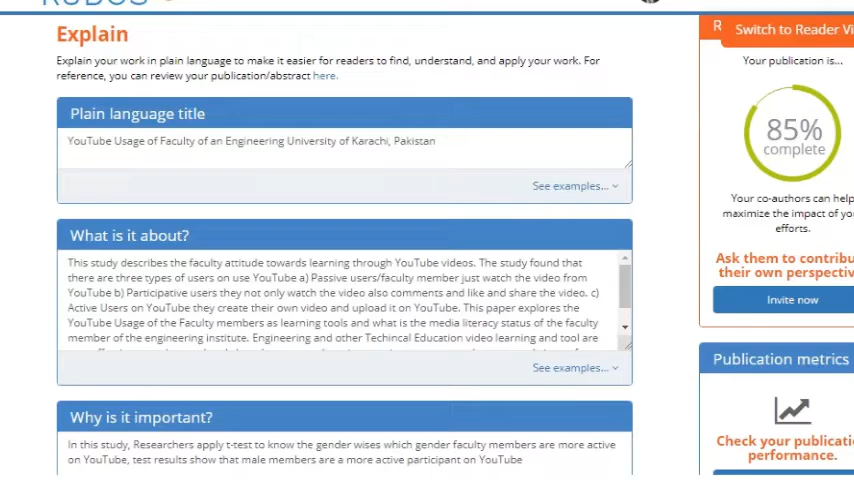 Explain
Explain your work in plain language to make it easier for readers to find, understand, and apply your work. For
reference, you can review your publication/abstract here.
Plain language title
YouTube Usage of Faculty of an Engineering University of Karachi, Pakistan
See examples...
What is it about?
This study describes the faculty attitude towards learning through YouTube videos. The study found that
there are three types of users on use YouTube a) Passive users/faculty member just watch the video from
YouTube b) Participative users they not only watch the video also comments and like and share the video. c)
Active Users on YouTube they create their own video and upload it on YouTube. This paper explores the
YouTube Usage of the Faculty members as learning tools and what is the media literacy status of the faculty
member of the engineering institute. Engineering and other Techincal Education video learning and tool are
See examples...
Why is it important?
In this study, Researchers apply t-test to know the gender wises which gender faculty members are more active
on YouTube, test results show that male members are a more active participant on YouTube
R
Switch to Reader Vi
Your publication is...
85%
complete
Your co-authors can help
maximize the impact of you
efforts.
Ask them to contribu
their own perspectiv
Invite now
Publication metrics
Check your publicatio
performance.